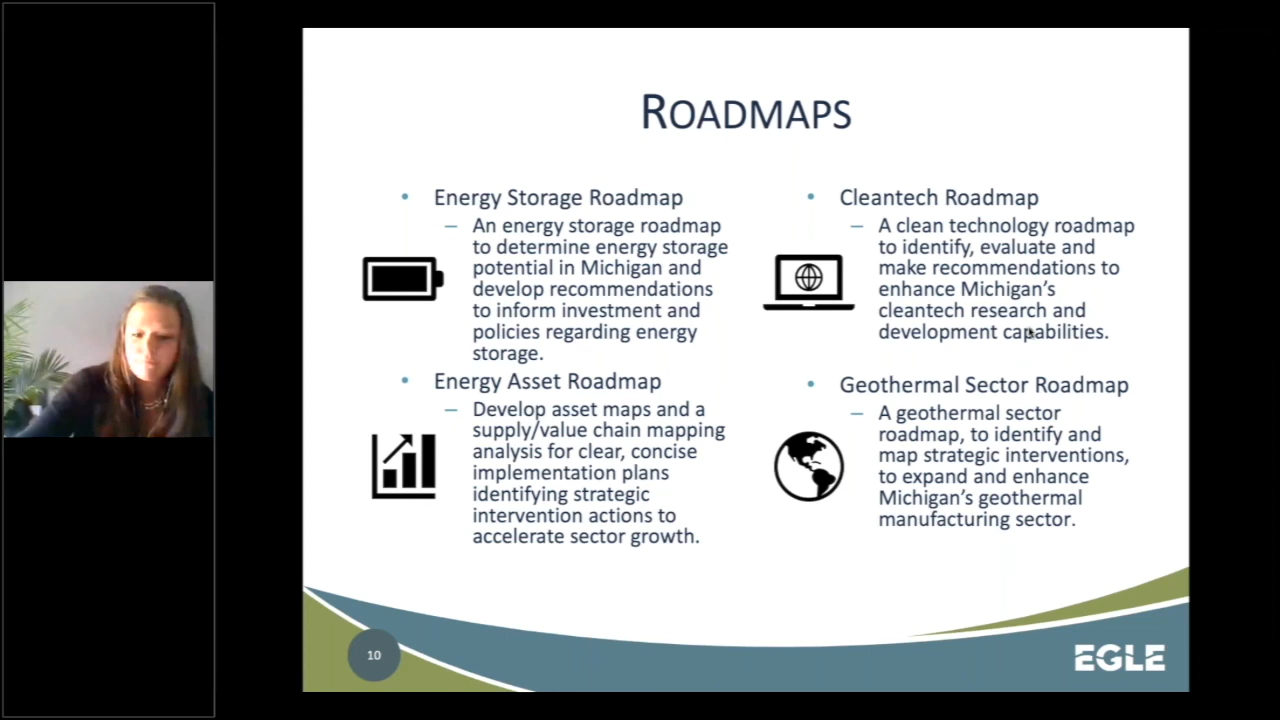 ROADMAPS
Energy Storage Roadmap
An energy storage roadmap
to determine energy storage
potential in Michigan and
develop recommendations
to inform investment and
policies regarding energy
storage.
Energy Asset Roadmap
Develop asset maps and a
supply/value chain mapping
analysis for clear, concise
implementation plans
identifying strategic
intervention actions to
accelerate sector growth.
Cleantech Roadmap
A clean technology roadmap
to identify, evaluate and
make recommendations to
enhance Michigan's
cleantech research and
development capabilities.
Geothermal Sector Roadmap
A geothermal sector
roadmap, to identify and
map strategic interventions,
to expand and enhance
Michigan's geothermal
manufacturing sector.
10
EGLE